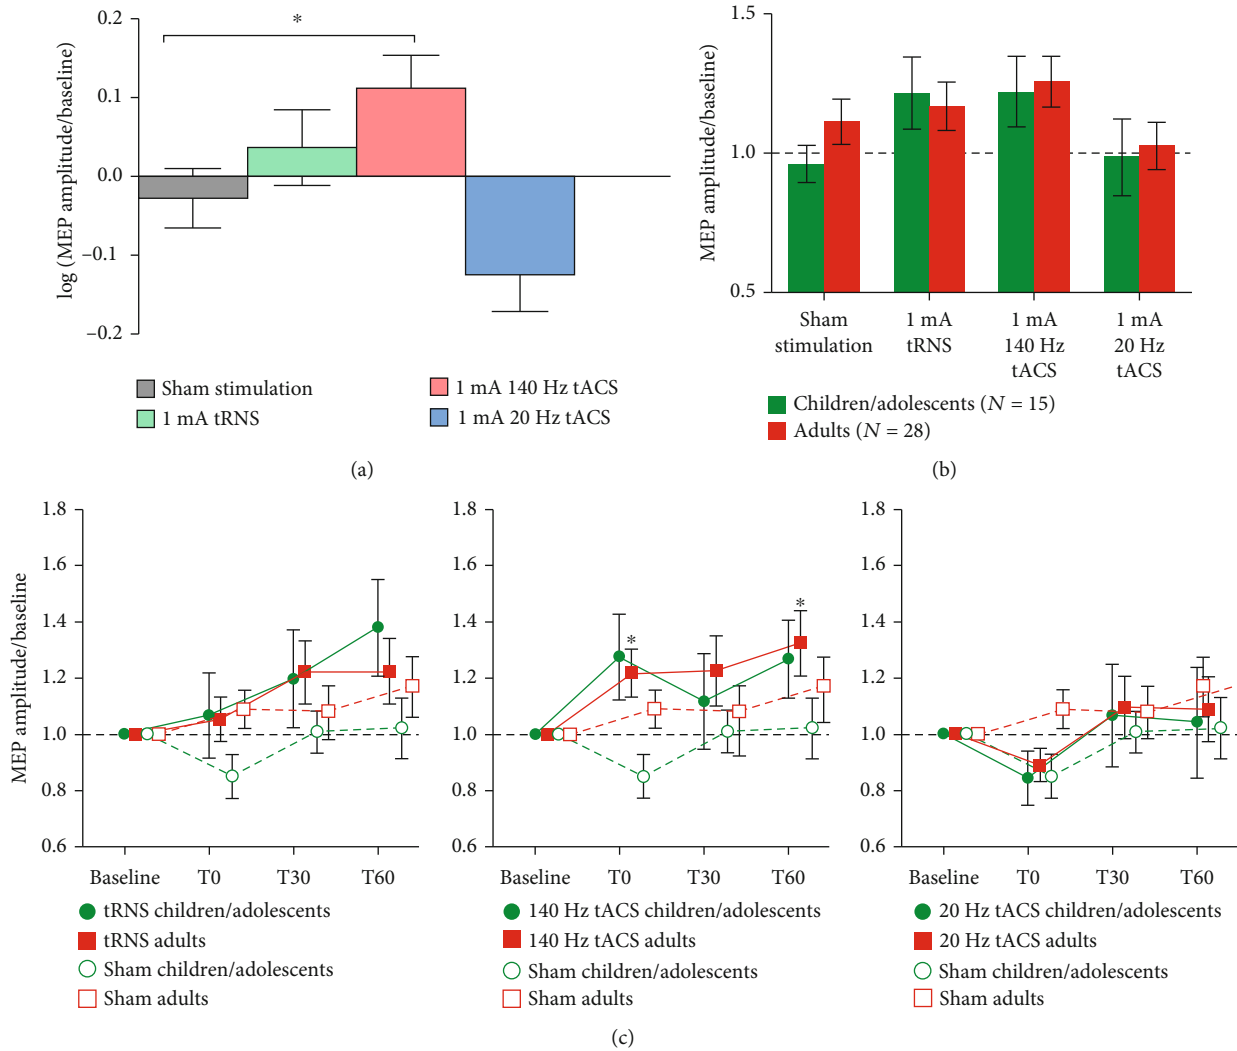 0.2
0.1
0.0
−0.1
−0.2
log (MEP amplitude/baseline)
*
Sham stimulation
1 mA tRNS
1 mA 140 Hz tACS
1 mA 20 Hz tACS
(a)
1.5
1.0
0.5
MEP amplitude/baseline)
Sham
stimulation
1 mA
tRNS
1 mA
140 Hz
tACS
1 mA
20 Hz
tACS
Children/adolescents (N = 15)
Adults (N = 28)
(b)
MEP amplitude/baseline
1.8
1.6
1.4
1.2
1.0
0.8
0.6
Baseline
T0
T30
T60
tRNS children/adolescents
tRNS adults
Sham children/adolescents
Sham adults
1.8
1.6
1.4
1.2
1.0
0.8
0.6
*
*
Baseline
T0
T30
T60
140 Hz tACS children/adolescents
140 Hz tACS adults
Sham children/adolescents
Sham adults
1.8
1.6
1.4
1.2
1.0
0.8
0.6
Baseline
T0
T30
T60
20 Hz tACS children/adolescents
20 Hz tACS adults
Sham children/adolescents
Sham adults
(c)